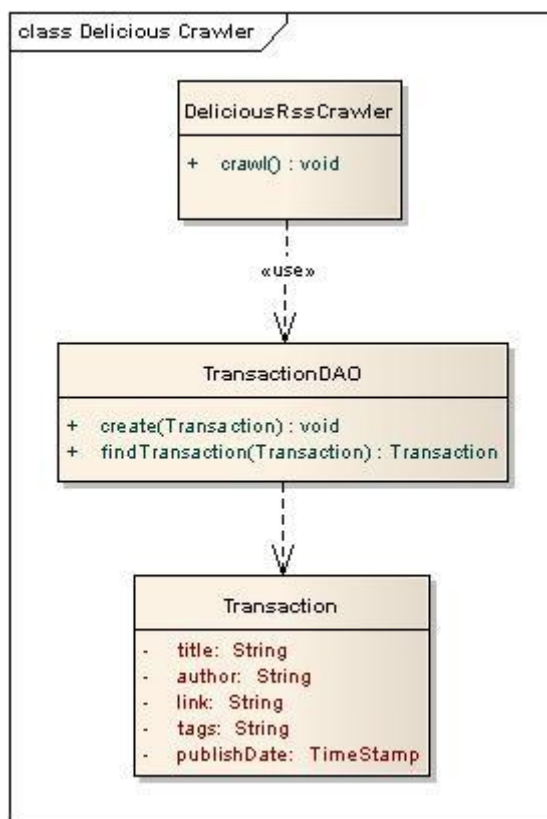 class Delicious Crawler
DeliciousRssCrawler
+ crawl() : void
«use»
TransactionDAO
+ create(Transaction) : void
+ findTransaction(Transaction) : Transaction
Transaction
- title: String
- author: String
- link: String
- tags: String
- publishDate: TimeStamp